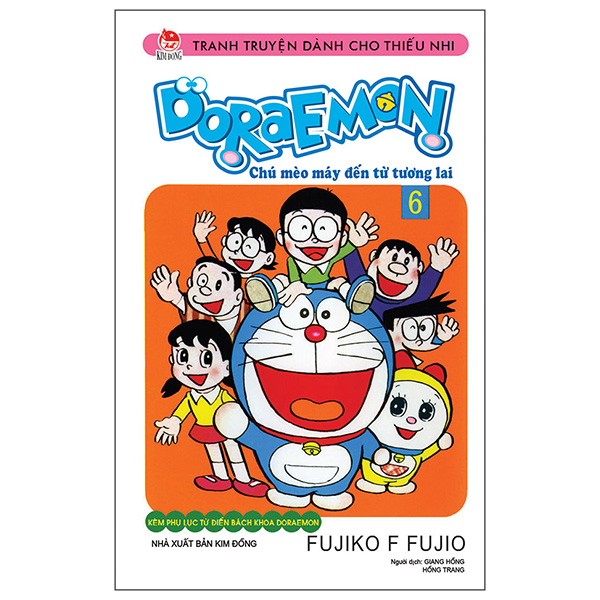 KIM ĐỒNG
TRANH TRUYỆN DÀNH CHO THIẾU NHI
DORAEMON
Chú mèo máy đến từ tương lai
6
KÈM PHỤ LỤC TỪ ĐIỂN BÁCH KHOA DORAEMON
NHÀ XUẤT BẢN KIM ĐỒNG
FUJIKO F FUJIO
Người dịch: GIANG HỒNG
HỒNG TRANG